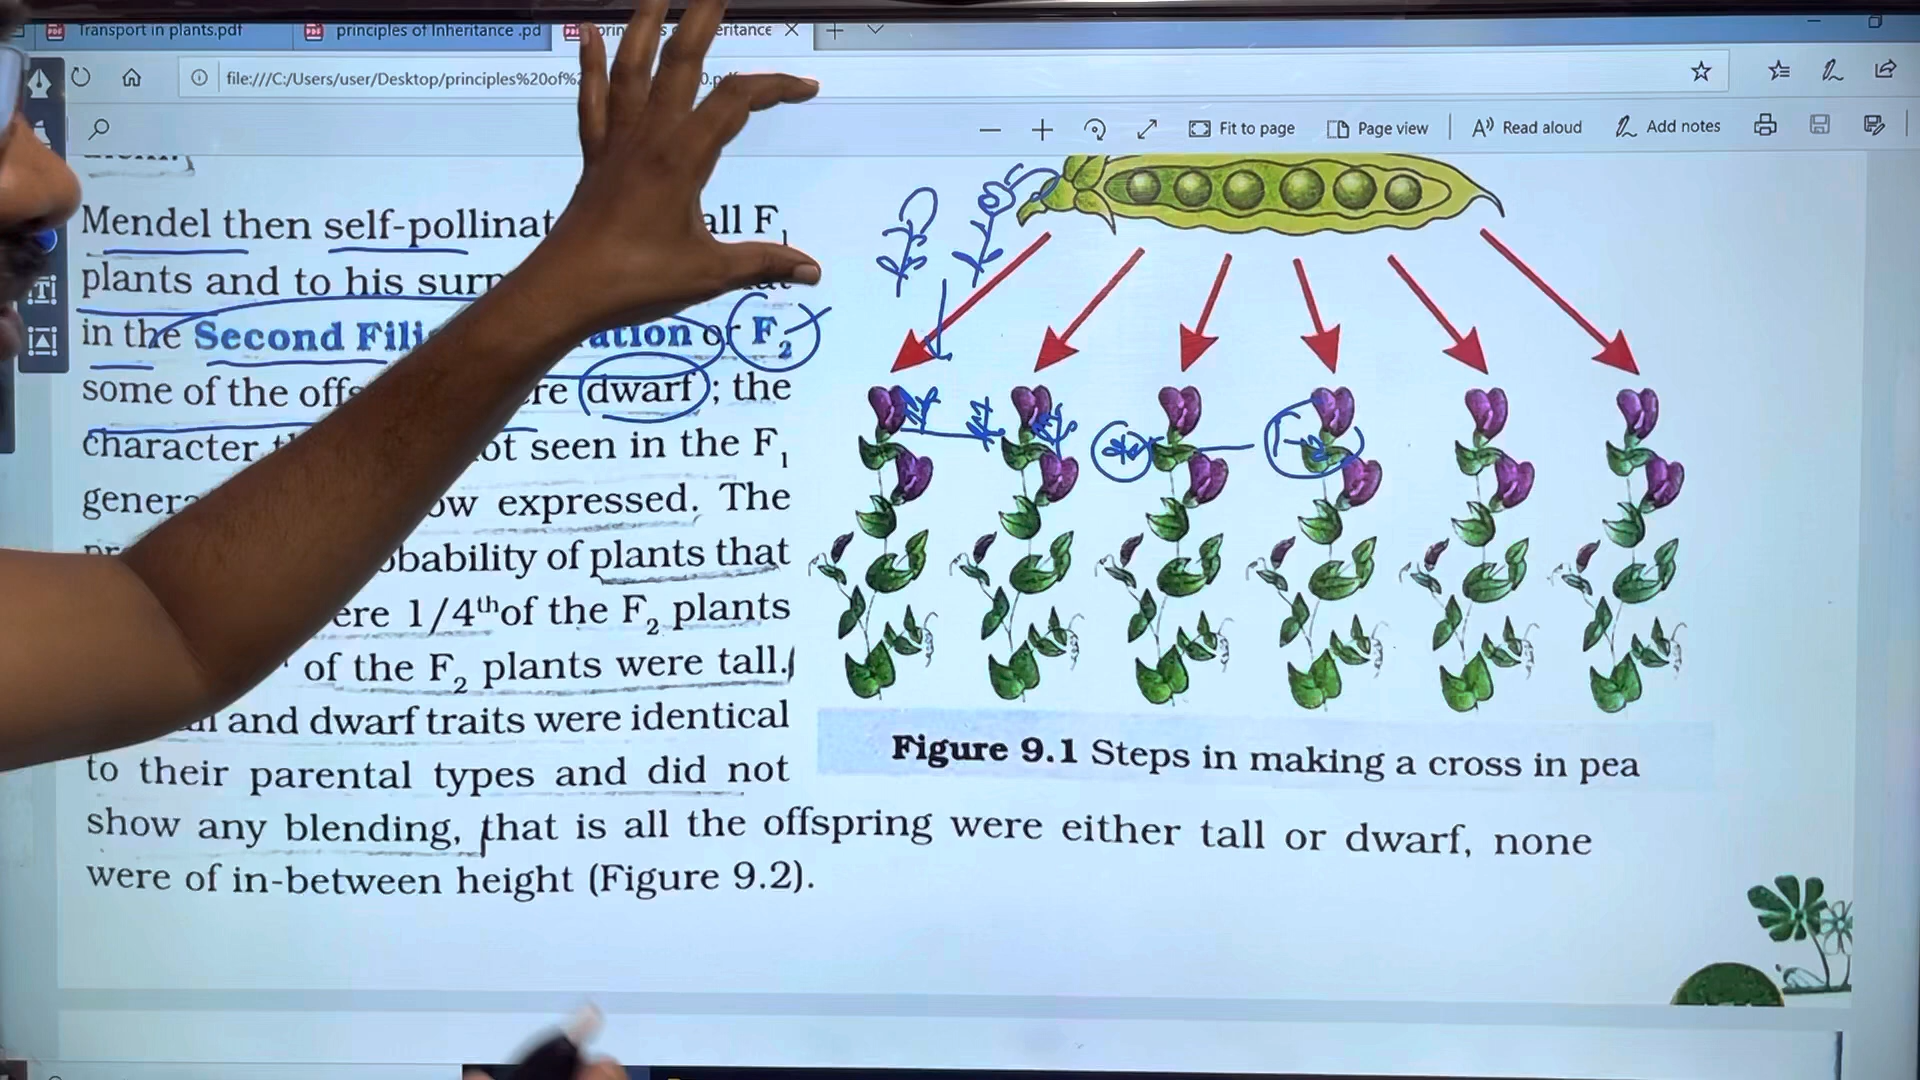 Transport in plants.pdf
principles of Inheritance .pd
eritance
file:///C:/Users/user/Desktop/principles%20of%
Fit to page
Page view
Read aloud
Add notes
Mendel then self-pollinat all F1
plants and to his surp
in the Second Fili ation or F2
some of the offs re dwarf; the
character ot seen in the F1
gener ow expressed. The
obability of plants that
ere 1/4th of the F2 plants
of the F2 plants were tall.
and dwarf traits were identical
to their parental types and did not
show any blending, that is all the offspring were either tall or dwarf, none
were of in-between height (Figure 9.2).
Figure 9.1 Steps in making a cross in pea